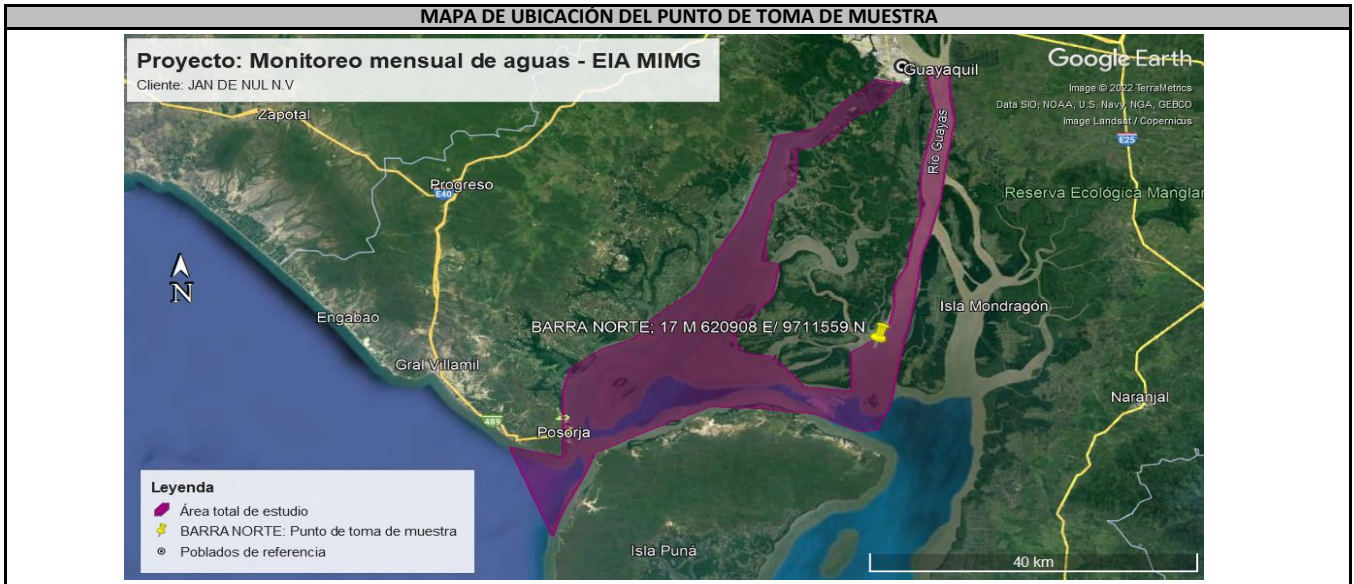 MAPA DE UBICACIÓN DEL PUNTO DE TOMA DE MUESTRA
Proyecto: Monitoreo mensual de aguas - EIA MIMG
Cliente: JAN DE NUL N.V
Google Earth
Image © 2022 TerraMetrics
Data SIO, NOAA, U.S. Navy, NGA, GEBCO
Image Landsat / Copernicus
Guayaquil
Zapotal
E25
Río Guayas
Progreso
E40
Reserva Ecológica Manglar
N
Isla Mondragón
Engabao
BARRA NORTE; 17 M 620908 E/ 9711559 N
Gral Villamil
Naranjal
489
Posorja
Leyenda
Área total de estudio
BARRA NORTE: Punto de toma de muestra
Poblados de referencia
Isla Puná
40 km